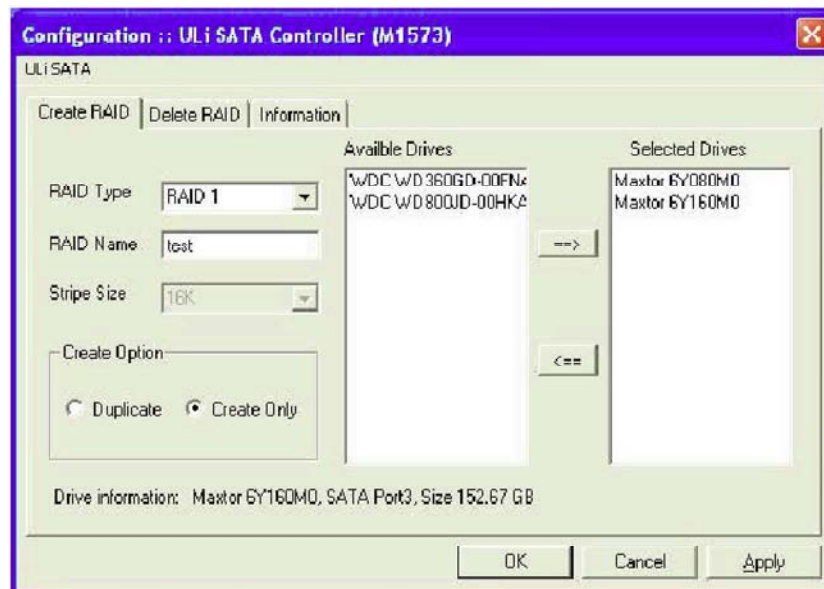 Configuration :: ULi SATA Controller (M1573)
ULi SATA
Create RAID Delete RAID Information
Availble Drives Selected Drives
RAID Type RAID 1
RAID Name test
Stripe Size 16K
WDC WD360GD-00FNA
WDC WD800JD-00HKA
Maxtor 6Y080M0
Maxtor 6Y160M0
==>
<==
Create Option
Duplicate Create Only
Drive information: Maxtor 6Y160M0, SATA Port3, Size 152.67 GB
OK Cancel Apply